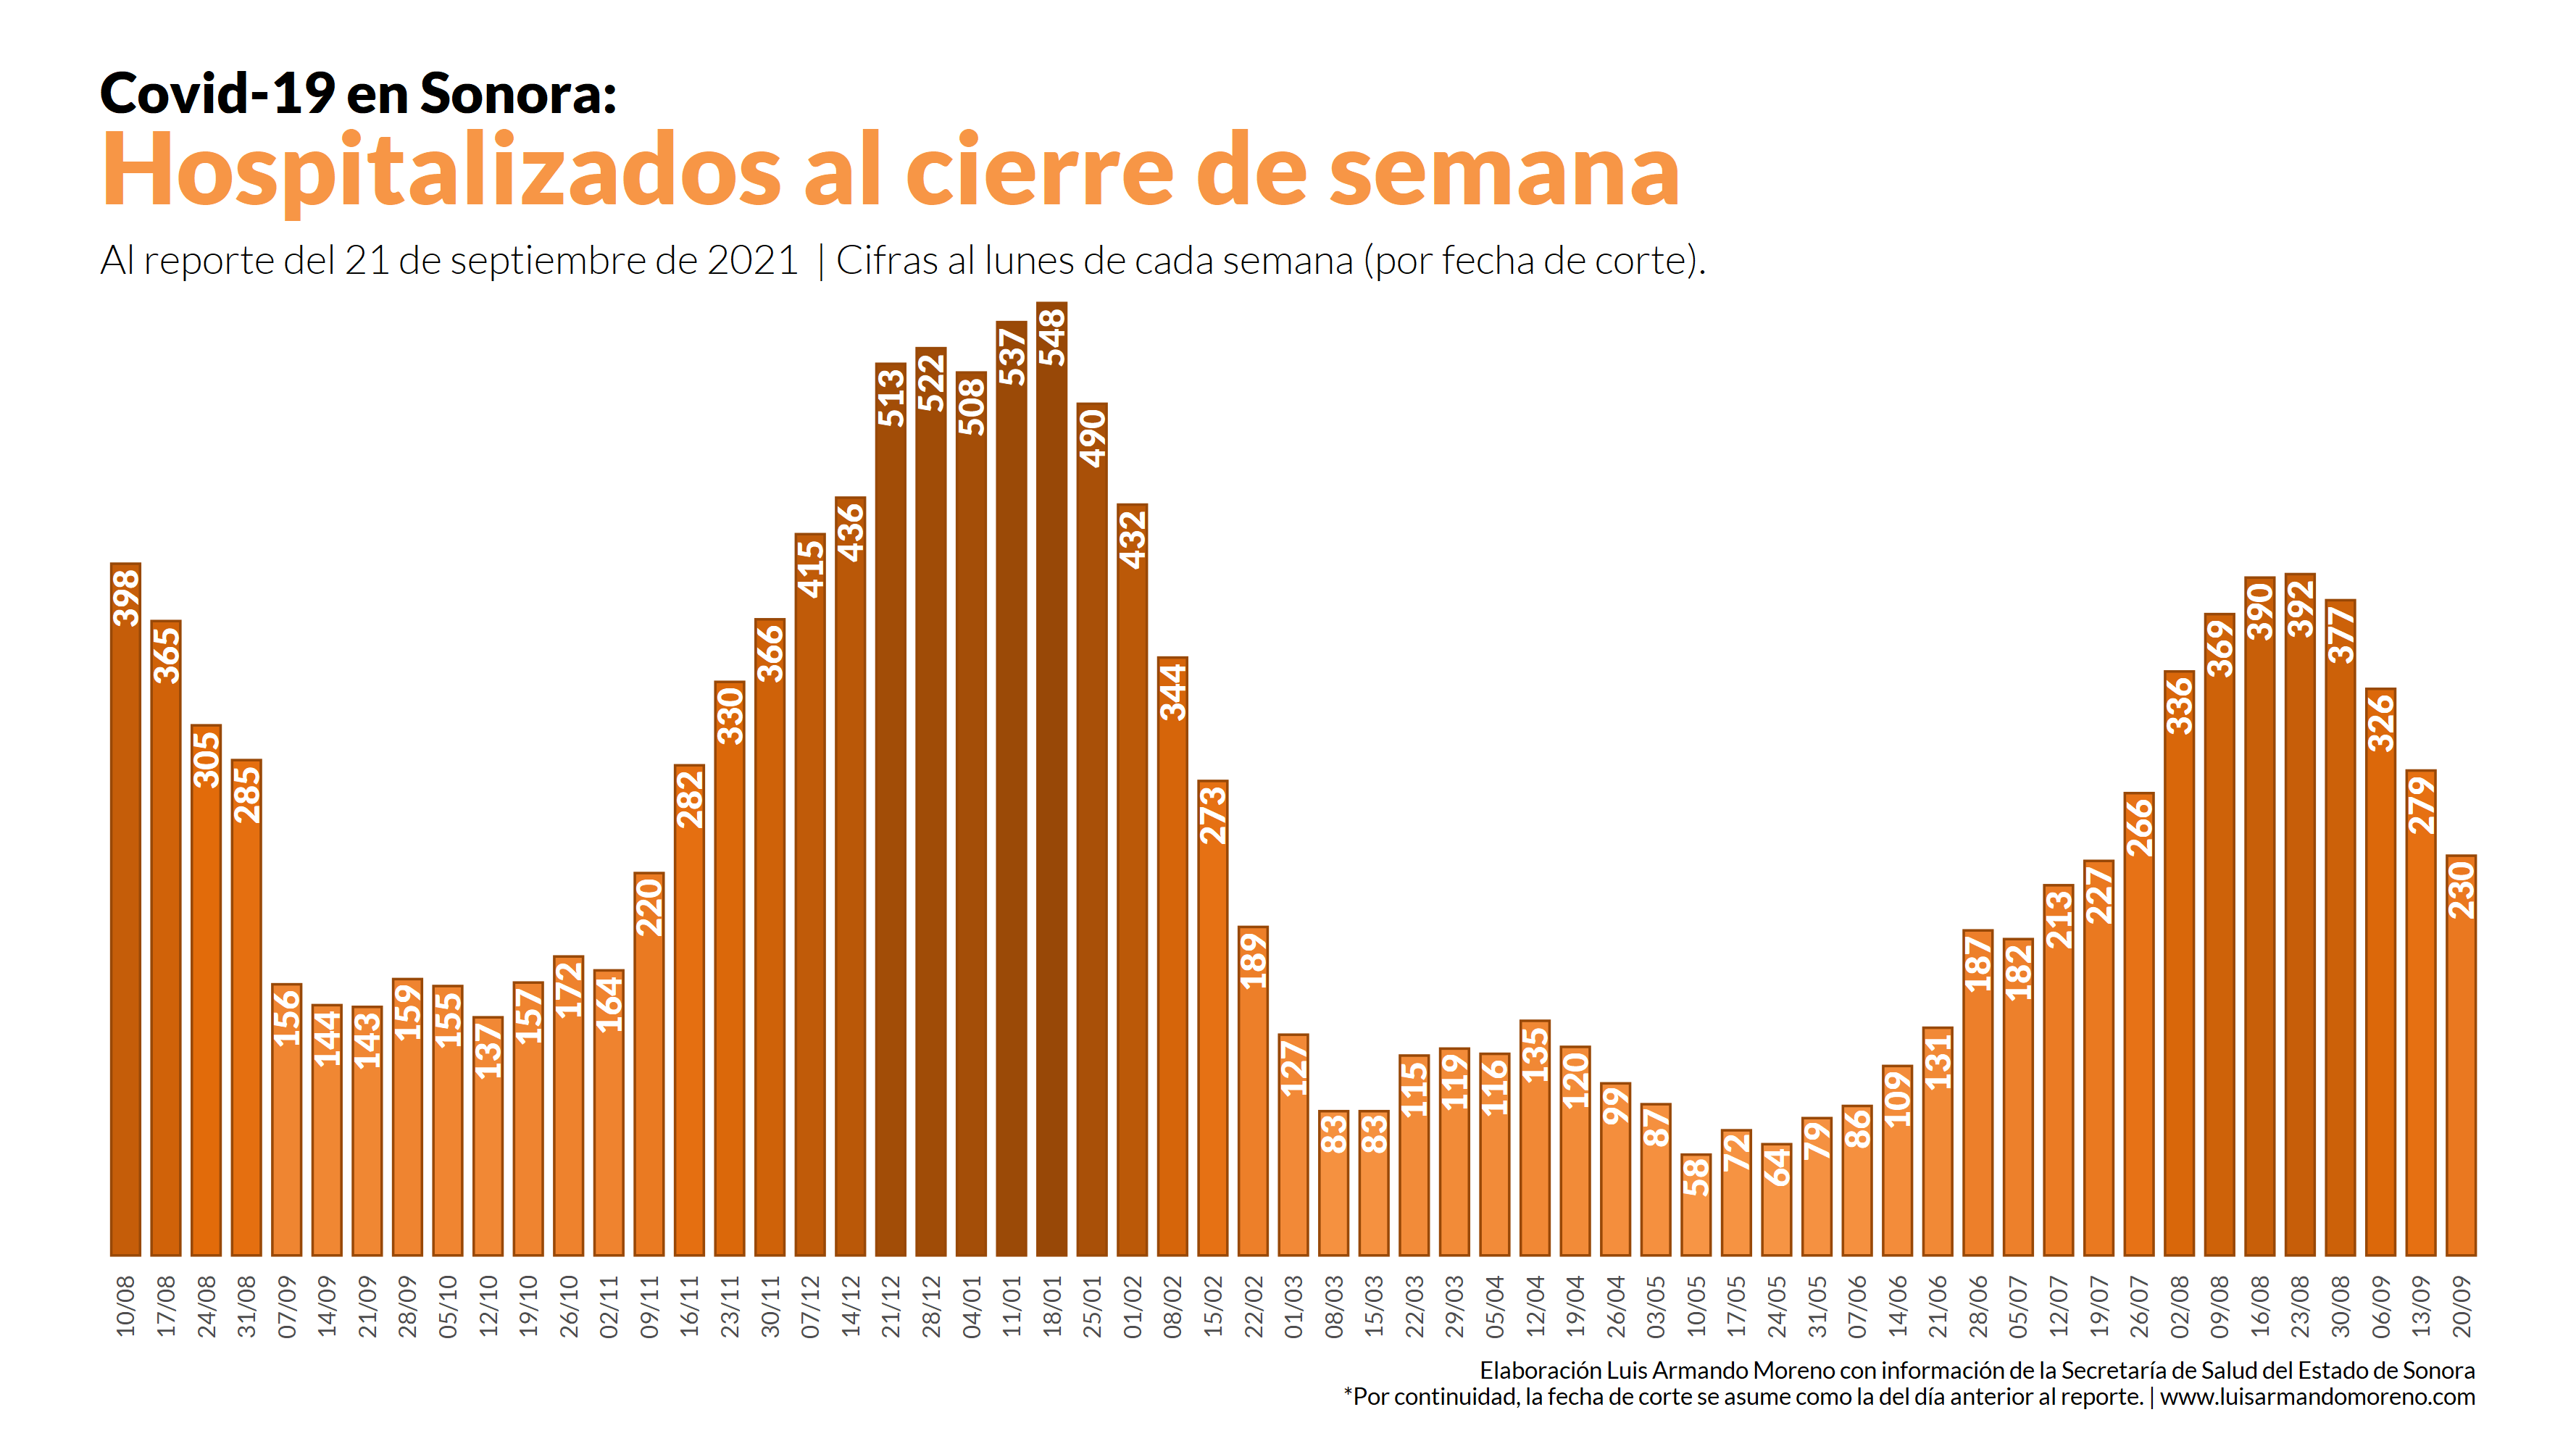 Covid-19 en Sonora:
Hospitalizados al cierre de semana
Al reporte del 21 de septiembre de 2021 | Cifras al lunes de cada semana (por fecha de corte).
398 365 305 285 156 144 143 159 155 137 157 172 164 220 282 330 366 415 436 513 522 508 537 548 490 432 344 273 189 127 83 83 115 119 116 135 120 99 87 58 72 64 79 86 109 131 187 182 213 227 266 336 369 390 392 377 326 279 230
10/08 17/08 24/08 31/08 07/09 14/09 21/09 28/09 05/10 12/10 19/10 26/10 02/11 09/11 16/11 23/11 30/11 07/12 14/12 21/12 28/12 04/01 11/01 18/01 25/01 01/02 08/02 15/02 22/02 01/03 08/03 15/03 22/03 29/03 05/04 12/04 19/04 26/04 03/05 10/05 17/05 24/05 31/05 07/06 14/06 21/06 28/06 05/07 12/07 19/07 26/07 02/08 09/08 16/08 23/08 30/08 06/09 13/09 20/09
Elaboración Luis Armando Moreno con información de la Secretaría de Salud del Estado de Sonora
*Por continuidad, la fecha de corte se asume como la del día anterior al reporte. | www.luisarmandomoreno.com